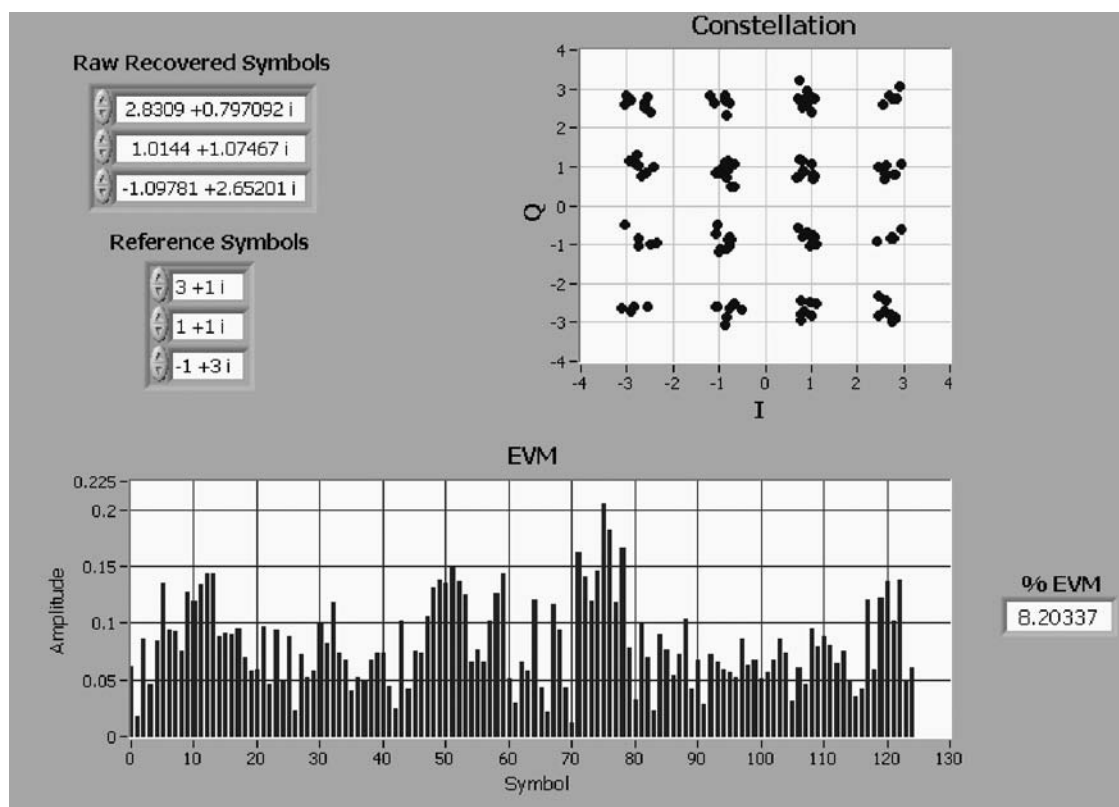 Constellation
Raw Recovered Symbols
2.8309 +0.797092 i
1.0144 +1.07467 i
-1.09781 +2.65201 i
Reference Symbols
3 +1 i
1 +1 i
-1 +3 i
4
3
2
1
0
-1
-2
-3
-4
Q
-4 -3 -2 -1 0 1 2 3 4
I
EVM
0.225
0.2
0.15
0.1
0.05
0
Amplitude
0 10 20 30 40 50 60 70 80 90 100 110 120 130
Symbol
% EVM
8.20337